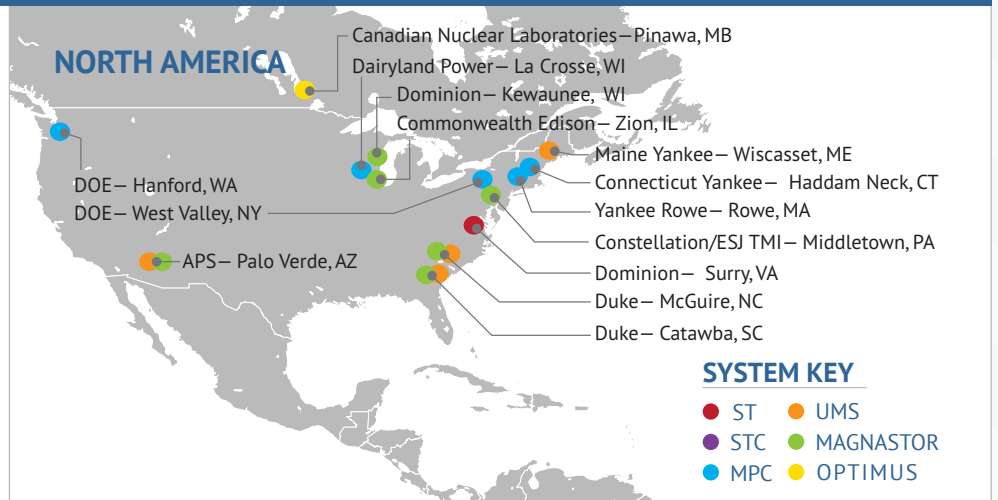 NORTH AMERICA
Canadian Nuclear Laboratories—Pinawa, MB
Dairyland Power— La Crosse, WI
Dominion— Kewaunee, WI
Commonwealth Edison— Zion, IL
Maine Yankee— Wiscasset, ME
Connecticut Yankee— Haddam Neck, CT
Yankee Rowe— Rowe, MA
Constellation/ESJ TMI— Middletown, PA
Dominion— Surry, VA
Duke— McGuire, NC
Duke— Catawba, SC
DOE— Hanford, WA
DOE— West Valley, NY
APS— Palo Verde, AZ
SYSTEM KEY
ST
UMS
STC
MAGNASTOR
MPC
OPTIMUS